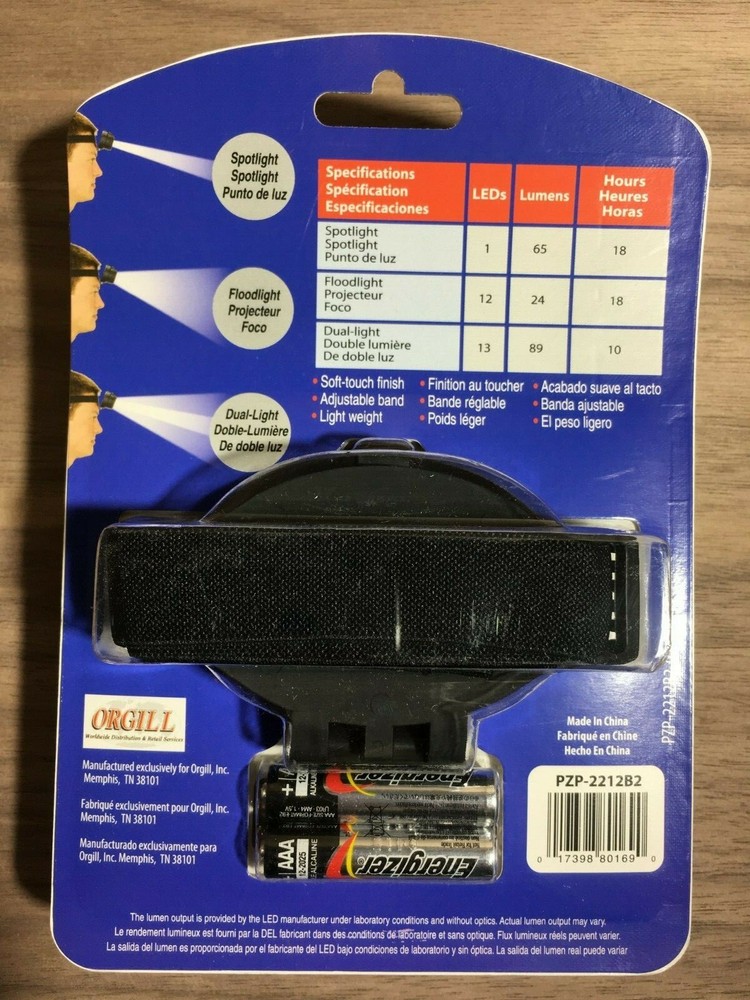 Spotlight
Spotlight
Punto de luz
Floodlight
Projecteur
Foco
Dual-Light
Doble-Lumière
De doble luz
Specifications
Spécification
Especificaciones
LEDs
Lumens
Hours
Heures
Horas
Spotlight
Spotlight
Punto de luz
1
65
18
Floodlight
Projecteur
Foco
12
24
18
Dual-light
Double lumière
De doble luz
13
89
10
• Soft-touch finish
• Adjustable band
• Light weight
• Finition au toucher
• Bande réglable
• Poids léger
• Acabado suave al tacto
• Banda ajustable
• El peso ligero
ORGILL
Worldwide Distribution & Retail Services
Manufactured exclusively for Orgill, Inc.
Memphis, TN 38101
Fabriqué exclusivement pour Orgill, Inc.
Memphis, TN 38101
Manufacturado exclusivamente para
Orgill, Inc. Memphis, TN 38101
Energizer
AAA
12-2025
Energizer
Made In China
Fabriqué en Chine
Hecho En China
PZP-2212B2
PZP-2212B2
0 17398 80169 0
The lumen output is provided by the LED manufacturer under laboratory conditions and without optics. Actual lumen output may vary.
Le rendement lumineux est fourni par la DEL fabricant dans des conditions de laboratoire et sans optique. Flux lumineux réels peuvent varier.
La salida del lumen es proporcionada por el fabricante del LED bajo condiciones de laboratorio y sin óptica. La salida del lumen real puede variar